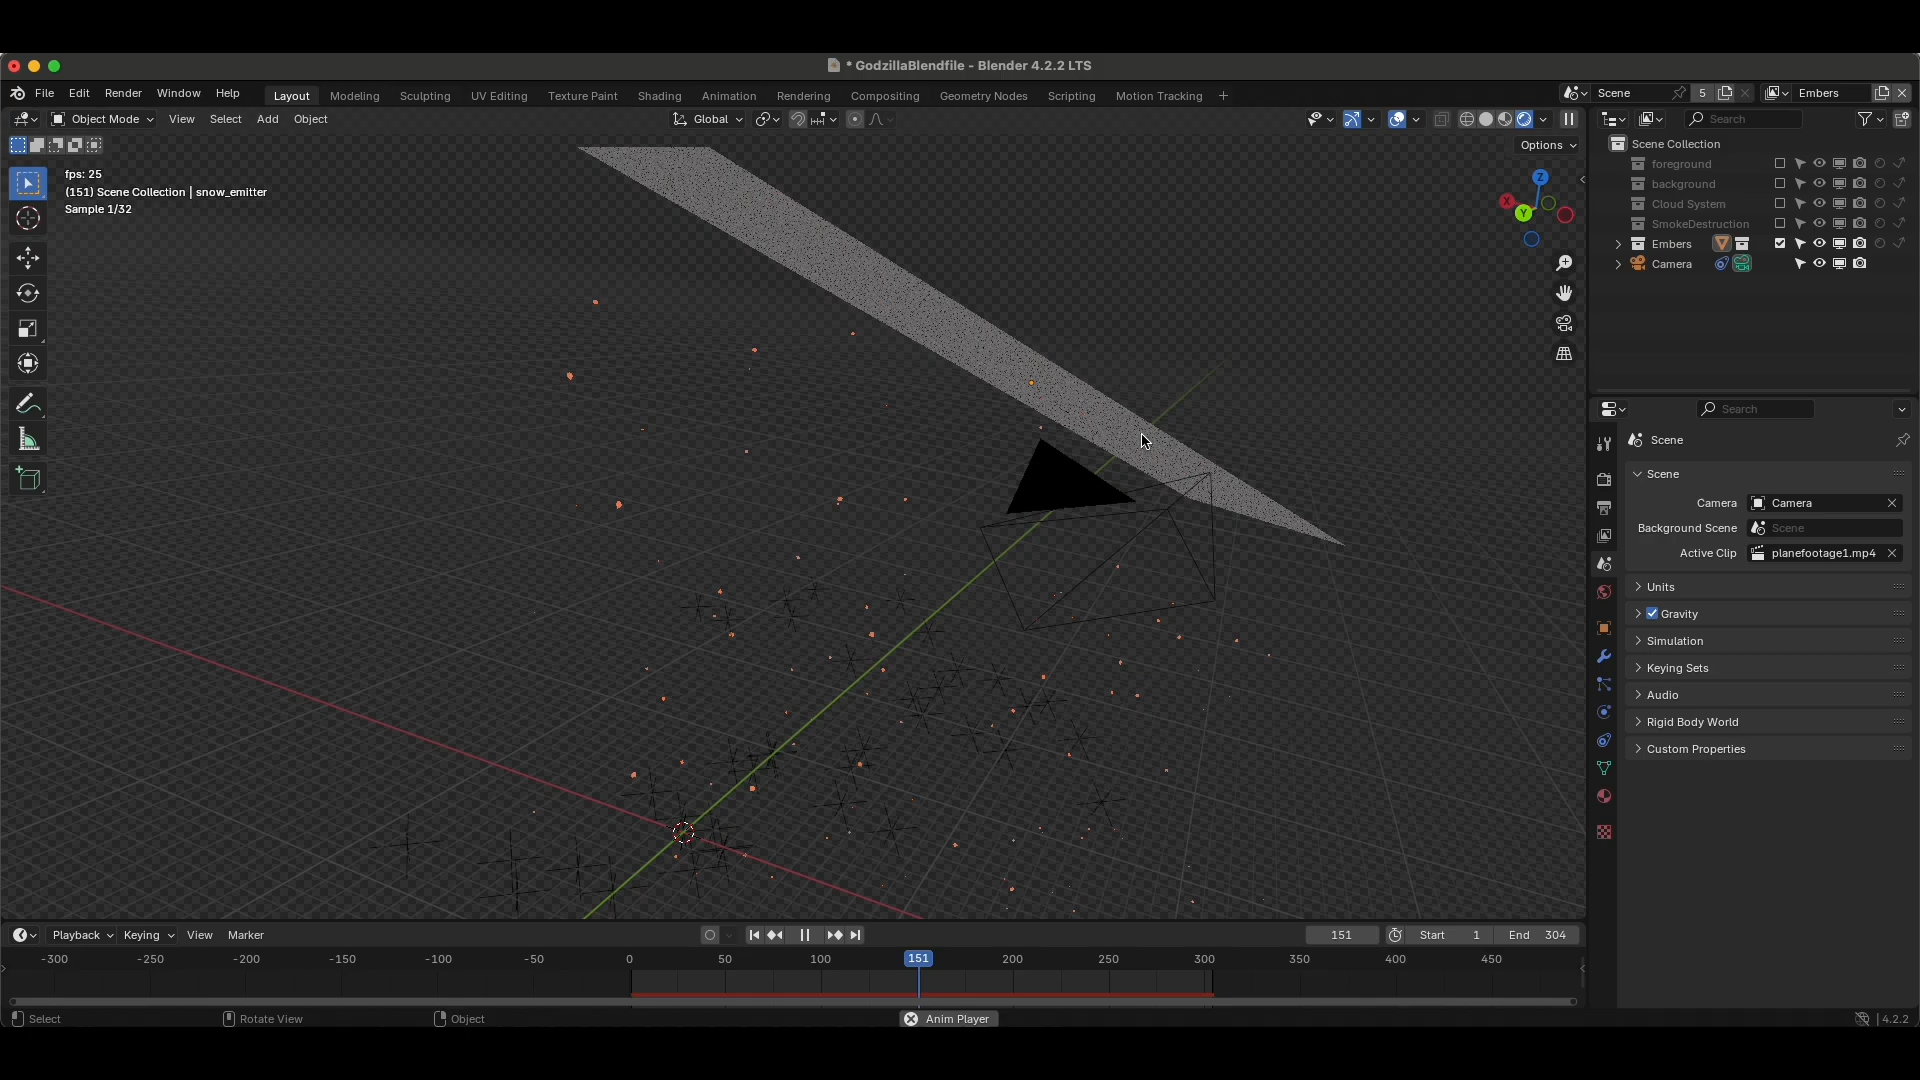 * GodzillaBlendfile - Blender 4.2.2 LTS
File Edit Render Window Help Layout Modeling Sculpting UV Editing Texture Paint Shading Animation Rendering Compositing Geometry Nodes Scripting Motion Tracking + Scene 5 Embers
Object Mode View Select Add Object Global Search
Options
fps: 25
(151) Scene Collection | snow_emitter
Sample 1/32
Z
X
Y
Scene Collection
foreground
background
Cloud System
SmokeDestruction
Embers
Camera
Search
Scene
Scene
Camera Camera
Background Scene Scene
Active Clip planefootage1.mp4
Units
Gravity
Simulation
Keying Sets
Audio
Rigid Body World
Custom Properties
Playback Keying View Marker 151 Start 1 End 304
-300 -250 -200 -150 -100 -50 0 50 100 151 200 250 300 350 400 450
Select Rotate View Object Anim Player 4.2.2